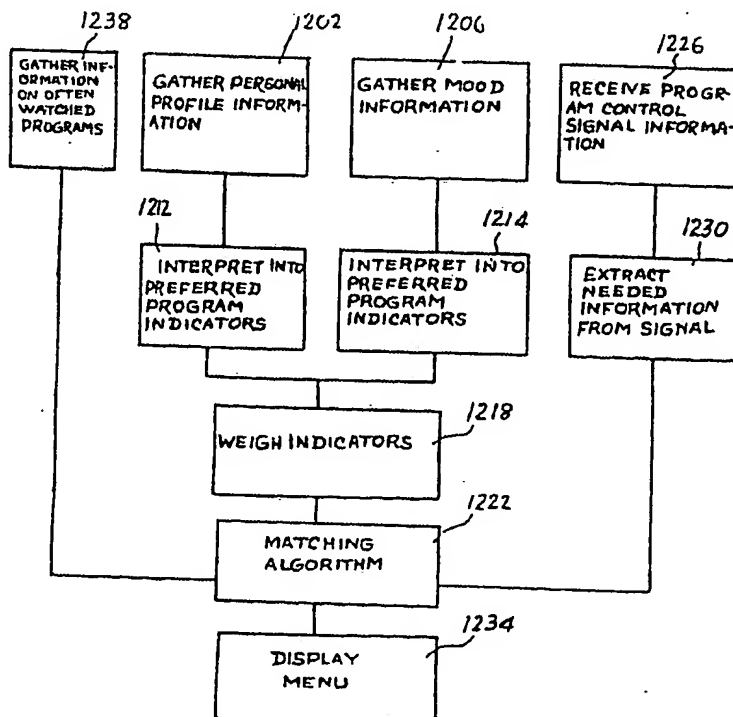 1238
GATHER INF-
ORMATION
ON OFTEN
WATCHED
PROGRAMS
1202
GATHER PERSONAL
PROFILE INFORM-
ATION
1206
GATHER MOOD
INFORMATION
1226
RECEIVE PROGR-
AM CONTROL
SIGNAL INFORMA-
TION
1212
INTERPRET INTO
PREFERRED
PROGRAM
INDICATORS
1214
INTERPRET INTO
PREFERRED
PROGRAM
INDICATORS
1230
EXTRACT
NEEDED
INFORMATION
FROM SIGNAL
1218
WEIGH INDICATORS
1222
MATCHING
ALGORITHM
1234
DISPLAY
MENU